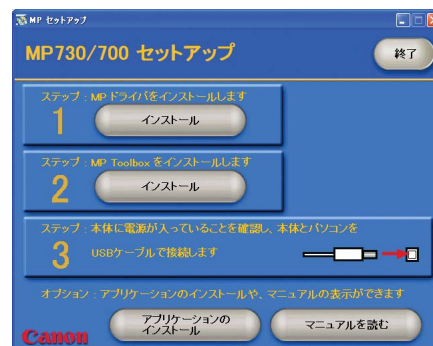 MP セットアップ
MP730/700 セットアップ
終了
ステップ：MPドライバをインストールします
1
インストール
ステップ：MP Toolbox をインストールします
2
インストール
ステップ：本体に電源が入っていることを確認し、本体とパソコンを
3
USBケーブルで接続します
オプション：アプリケーションのインストールや、マニュアルの表示ができます
Canon
アプリケーションの
インストール
マニュアルを読む